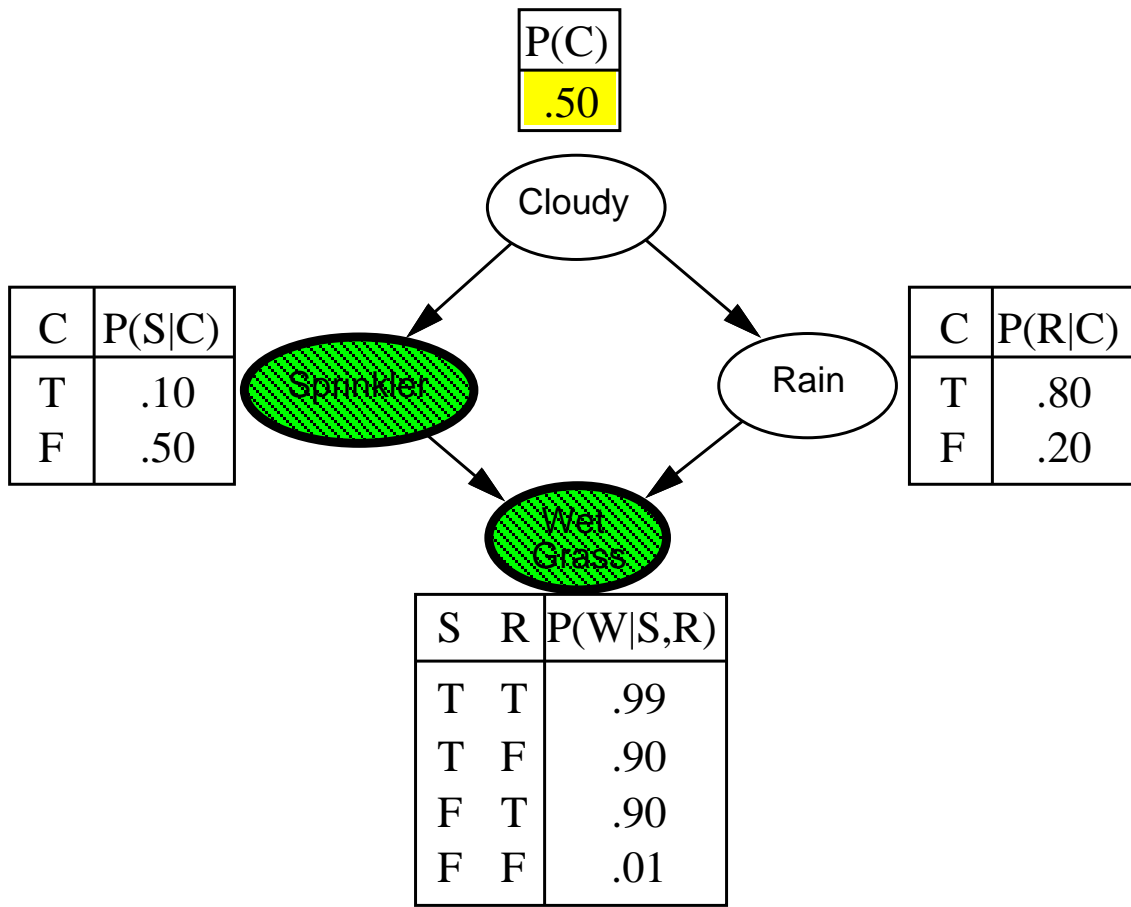 P(C)
.50
Cloudy
C P(S|C)
T .10
F .50
Sprinkler
Rain
C P(R|C)
T .80
F .20
Wet
Grass
S R P(W|S,R)
T T .99
T F .90
F T .90
F F .01